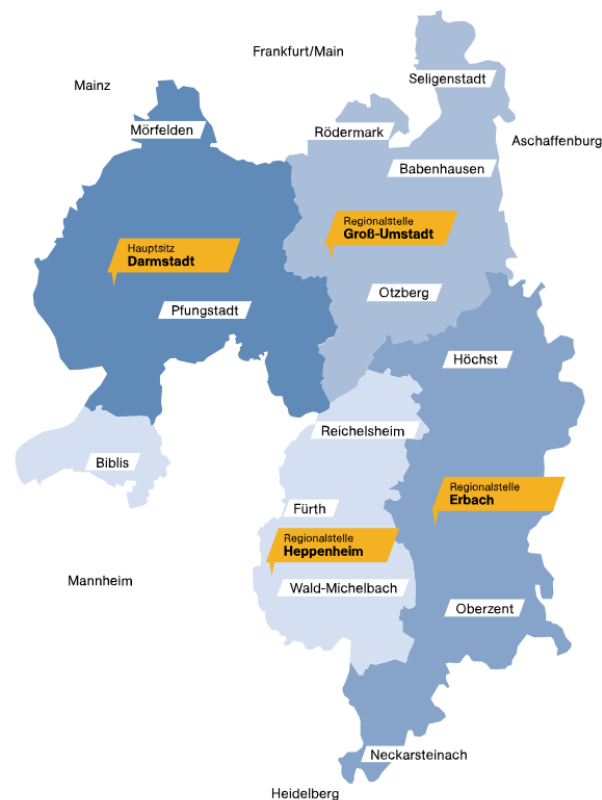 Frankfurt/Main
Seligenstadt
Mainz
Mörfelden
Rödermark
Aschaffenburg
Babenhausen
Regionalstelle
Groß-Umstadt
Hauptsitz
Darmstadt
Otzberg
Pfungstadt
Höchst
Reichelsheim
Biblis
Regionalstelle
Erbach
Fürth
Regionalstelle
Heppenheim
Mannheim
Wald-Michelbach
Oberzent
Neckarsteinach
Heidelberg